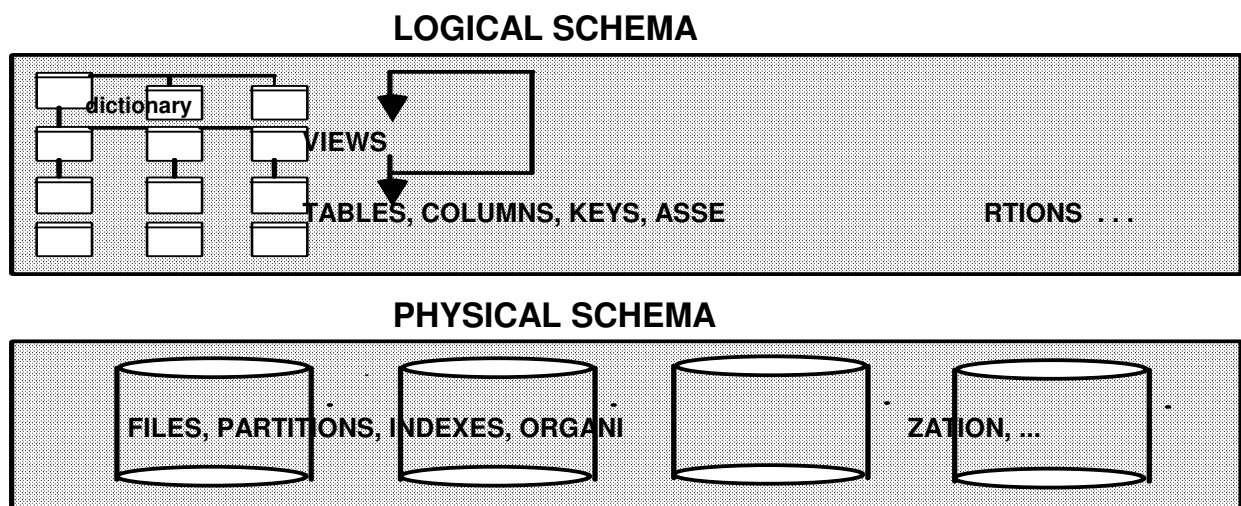 LOGICAL SCHEMA
dictionary
VIEWS
TABLES, COLUMNS, KEYS, ASSE RTIONS . . .
PHYSICAL SCHEMA
FILES, PARTITIONS, INDEXES, ORGANI ZATION, ...